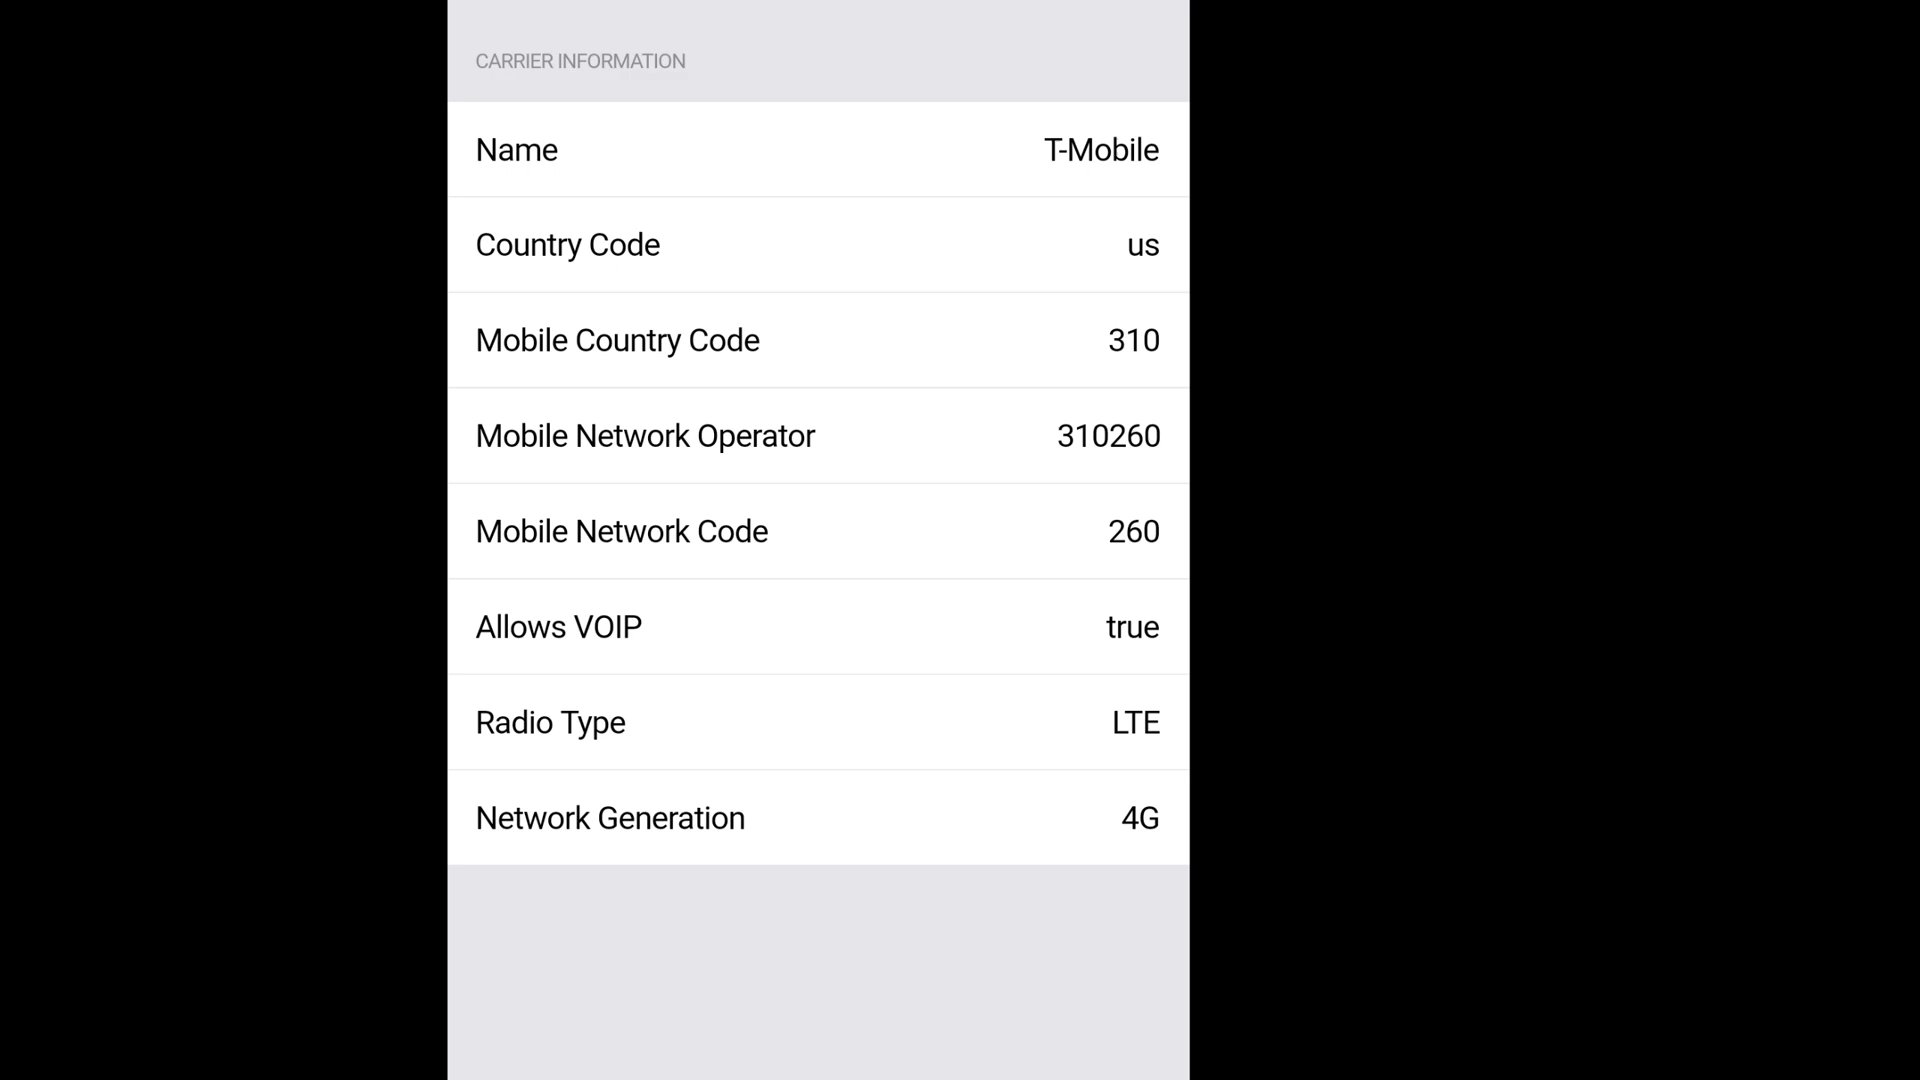 CARRIER INFORMATION
Name T-Mobile
Country Code us
Mobile Country Code 310
Mobile Network Operator 310260
Mobile Network Code 260
Allows VOIP true
Radio Type LTE
Network Generation 4G